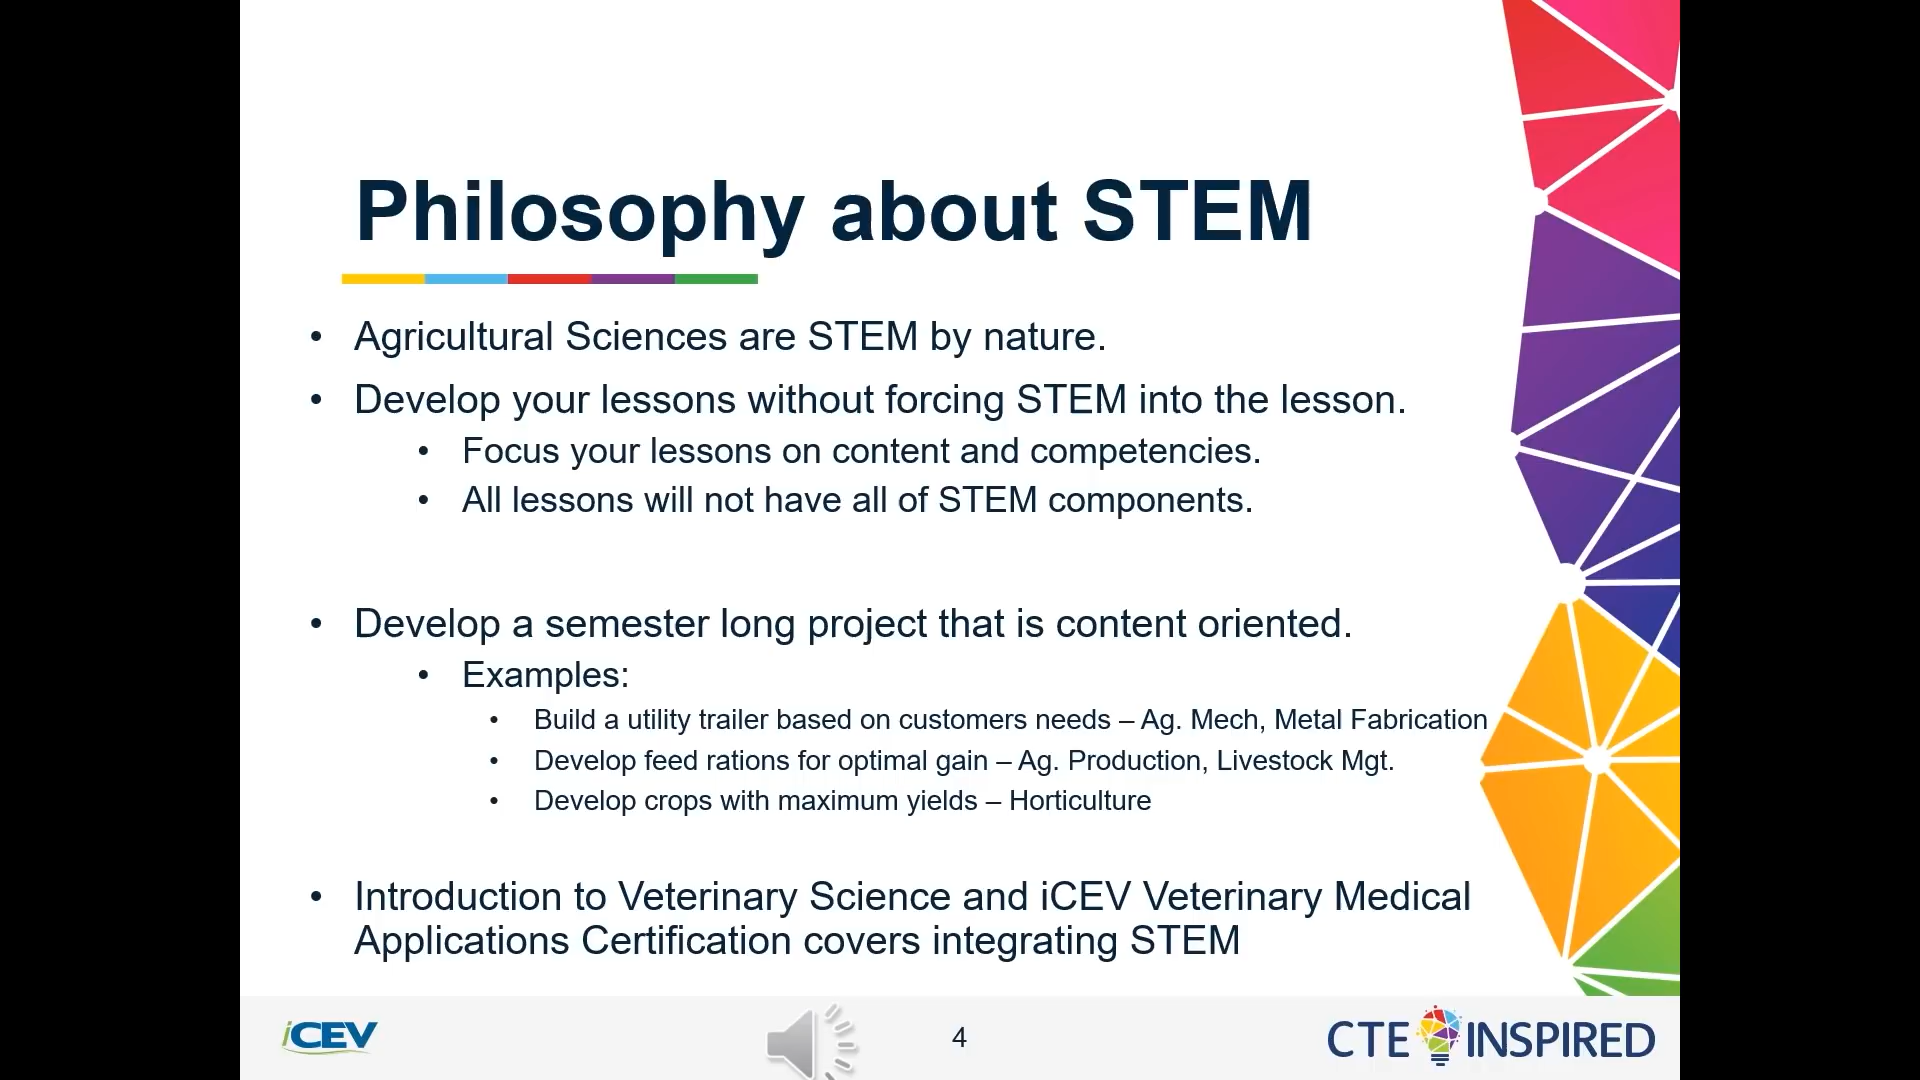 Philosophy about STEM
• Agricultural Sciences are STEM by nature.
• Develop your lessons without forcing STEM into the lesson.
• Focus your lessons on content and competencies.
• All lessons will not have all of STEM components.
• Develop a semester long project that is content oriented.
• Examples:
• Build a utility trailer based on customers needs – Ag. Mech, Metal Fabrication
• Develop feed rations for optimal gain – Ag. Production, Livestock Mgt.
• Develop crops with maximum yields – Horticulture
• Introduction to Veterinary Science and iCEV Veterinary Medical
Applications Certification covers integrating STEM
iCEV
4
CTE INSPIRED